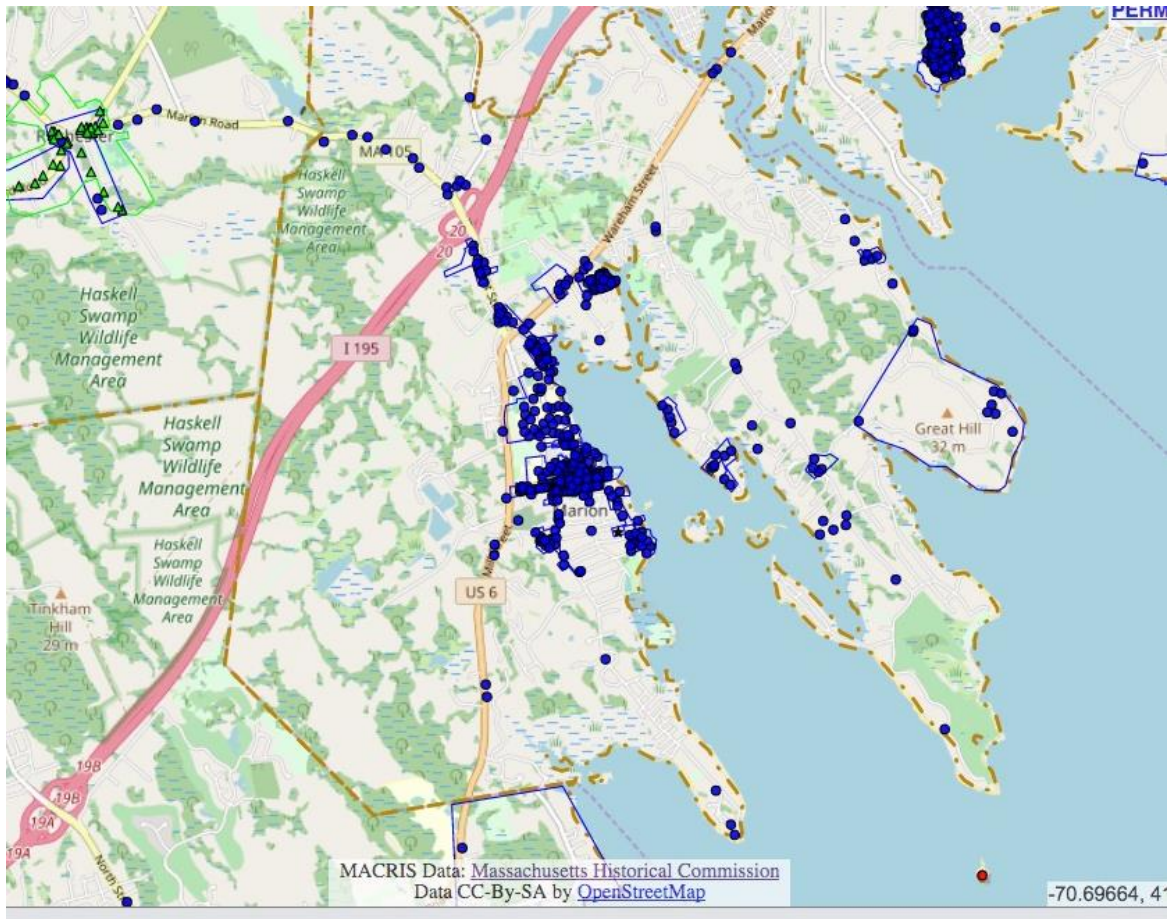 PERM
Marion
Marion Road
MA 105
Haskell
Swamp
Wildlife
Management
Area
Wareham Street
20
20
Haskell
Swamp
Wildlife
Management
Area
I 195
Great Hill
32 m
Haskell
Swamp
Wildlife
Management
Area
Marion
Haskell
Swamp
Wildlife
Management
Area
US 6
Tinkham
Hill
29 m
19B
19B
19A
19A
North St
MACRIS Data: Massachusetts Historical Commission
Data CC-By-SA by OpenStreetMap
-70.69664, 41